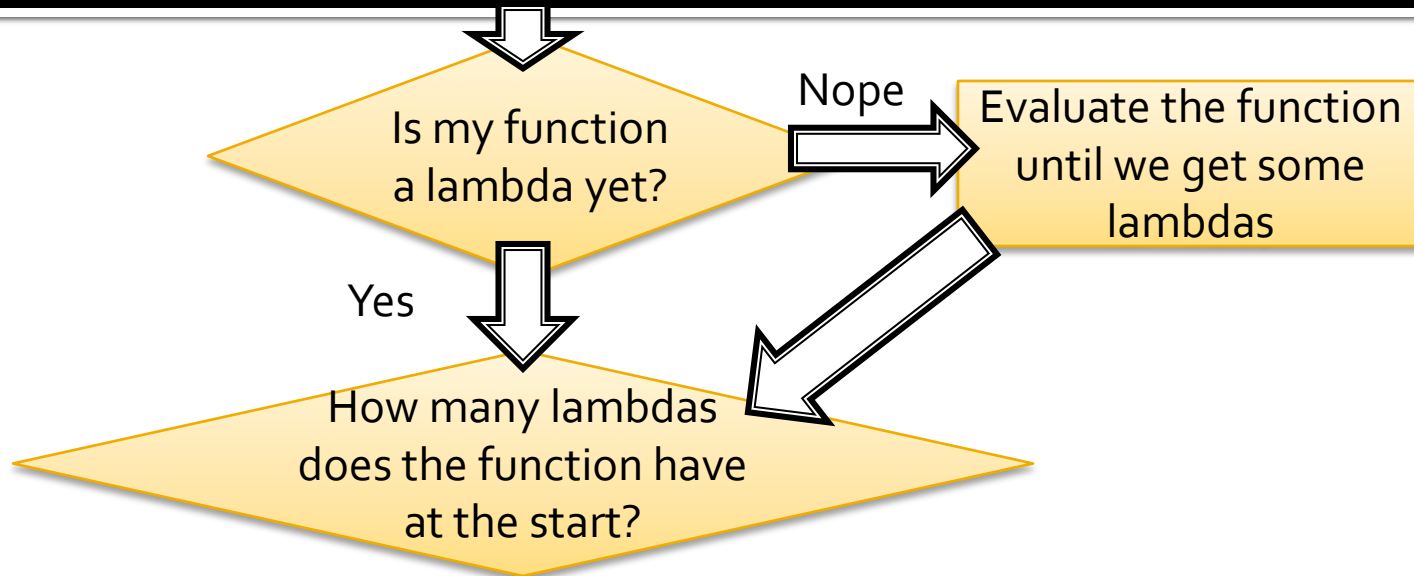 Is my function
a lambda yet?
Nope
Evaluate the function
until we get some
lambdas
Yes
How many lambdas
does the function have
at the start?